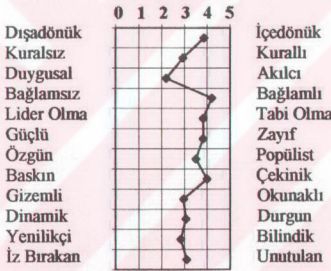 0 1 2 3 4 5
Dışadönük İçedönük
Kuralsız Kurallı
Duygusal Akılcı
Bağlamsız Bağlamlı
Lider Olma Tabi Olma
Güçlü Zayıf
Özgün Popülist
Baskın Çekinik
Gizemli Okunaklı
Dinamik Durgun
Yenilikçi Bilindik
İz Bırakan Unutulan